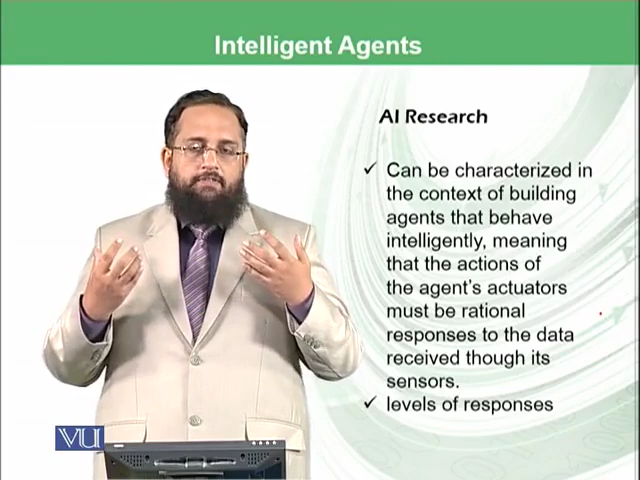 Intelligent Agents
AI Research
✓ Can be characterized in
the context of building
agents that behave
intelligently, meaning
that the actions of
the agent's actuators
must be rational
responses to the data
received though its
sensors.
✓ levels of responses
VU